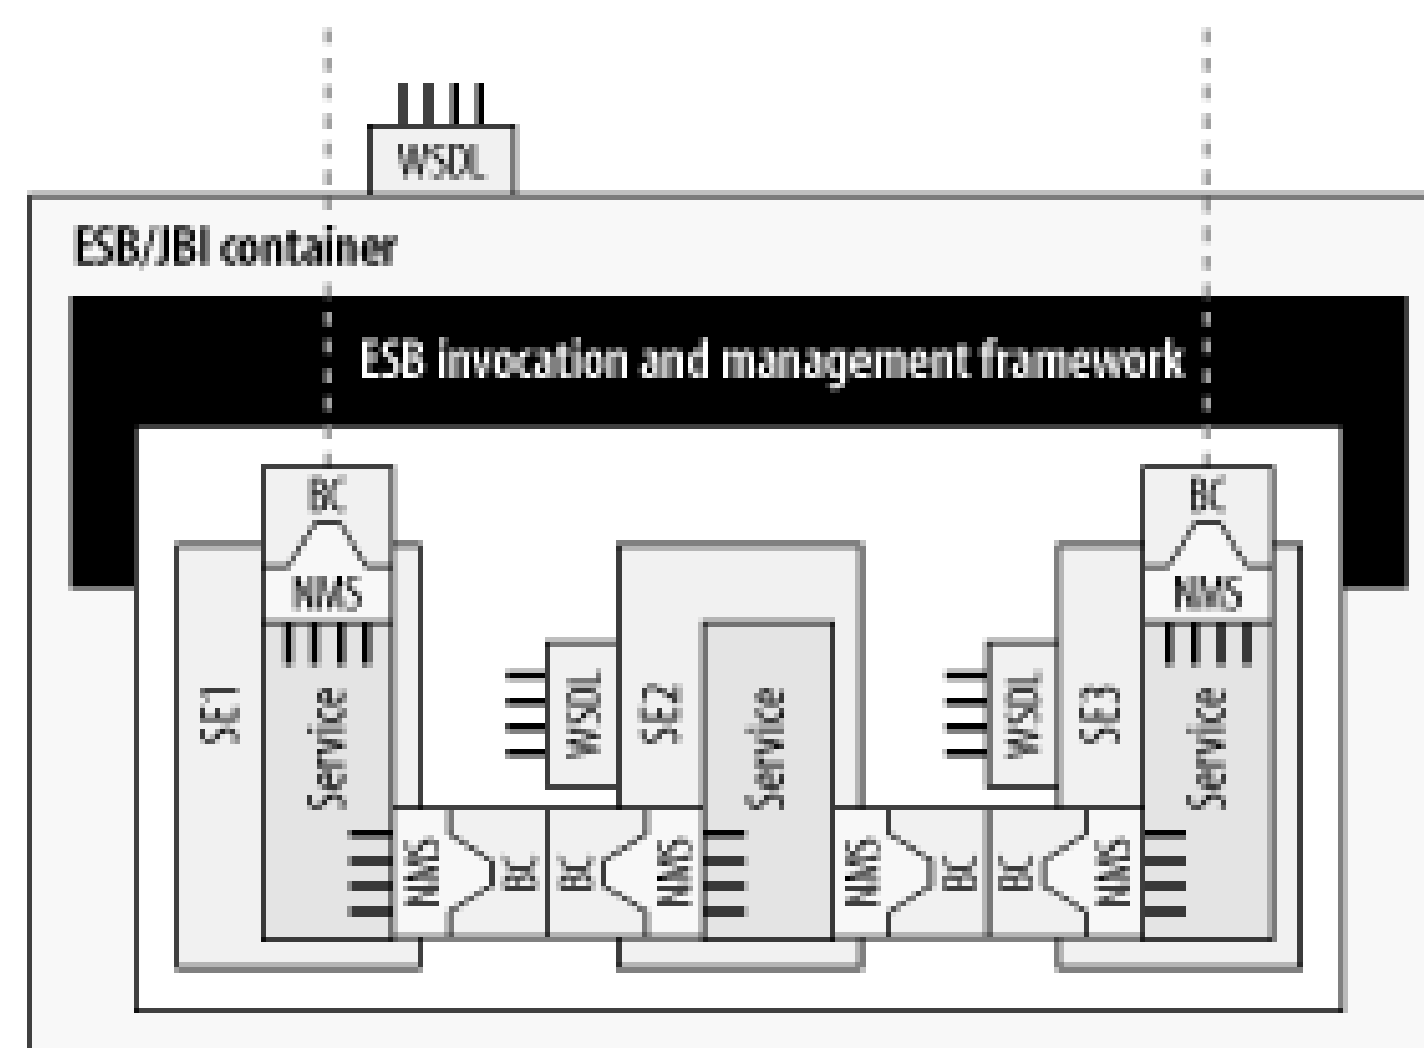 WSDL
ESB/JBI container
ESB invocation and management framework
BC
BC
NMS
NMS
SE1
Service
WSDL
SE2
Service
WSDL
SE3
Service
NMS
BC
BC
NMS
NMS
BC
BC
NMS